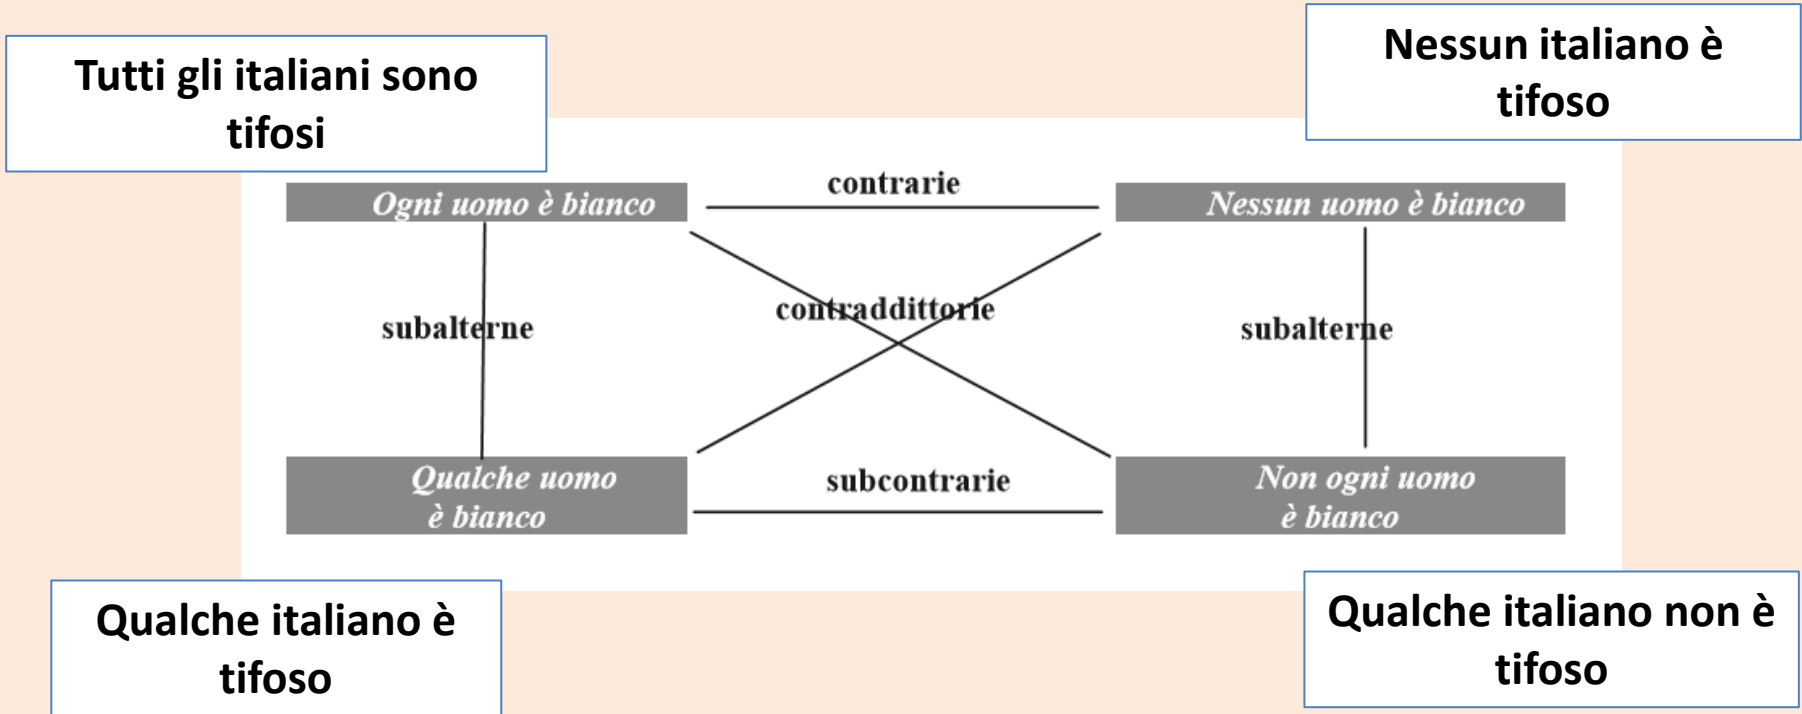 Tutti gli italiani sono
tifosi
Nessun italiano è
tifoso
contrarie
Ogni uomo è bianco
Nessun uomo è bianco
contraddittorie
subalterne
subalterne
Qualche uomo
è bianco
subcontrarie
Non ogni uomo
è bianco
Qualche italiano è
tifoso
Qualche italiano non è
tifoso